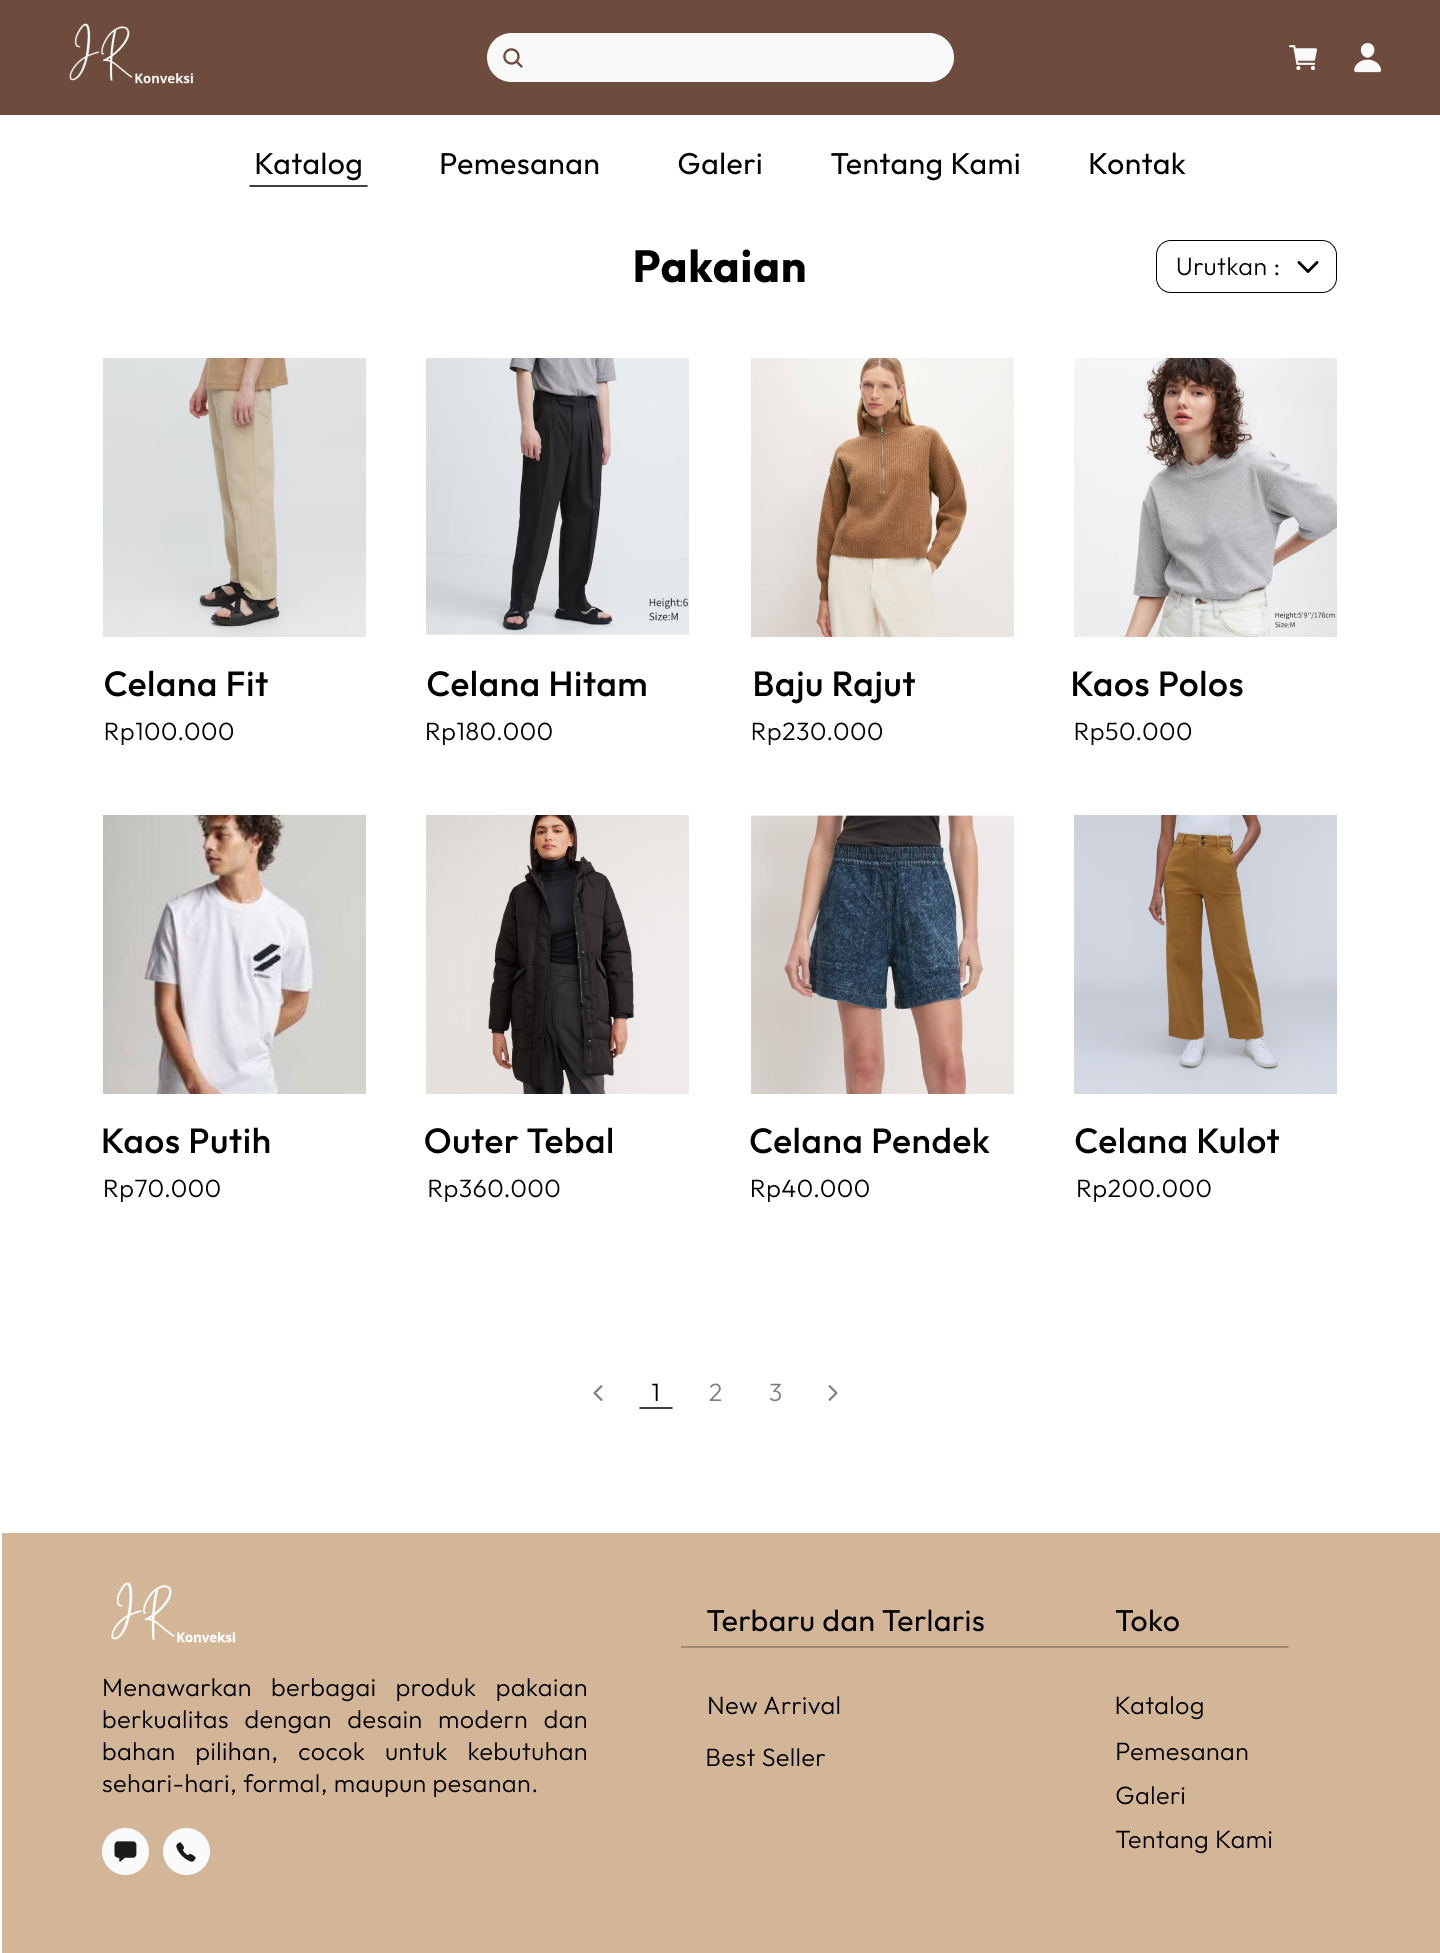 JR Konveksi
Katalog Pemesanan Galeri Tentang Kami Kontak
Pakaian
Urutkan :
Height:6
Size:M
Height:5'9"/176cm
Size:M
Celana Fit Celana Hitam Baju Rajut Kaos Polos
Rp100.000 Rp180.000 Rp230.000 Rp50.000
Kaos Putih Outer Tebal Celana Pendek Celana Kulot
Rp70.000 Rp360.000 Rp40.000 Rp200.000
1 2 3
JR Konveksi
Menawarkan berbagai produk pakaian
berkualitas dengan desain modern dan
bahan pilihan, cocok untuk kebutuhan
sehari-hari, formal, maupun pesanan.
Terbaru dan Terlaris
New Arrival
Best Seller
Toko
Katalog
Pemesanan
Galeri
Tentang Kami